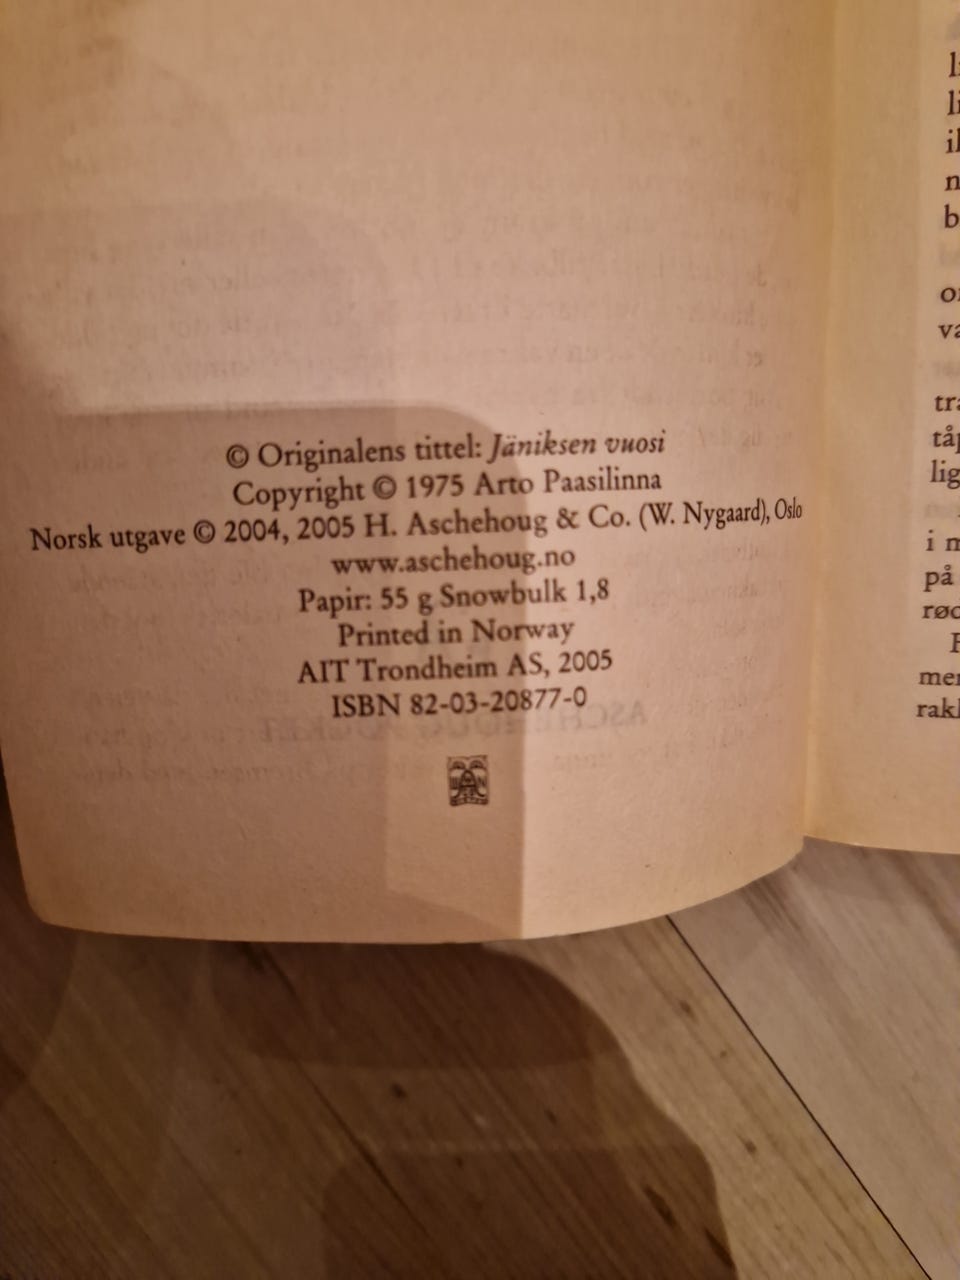 © Originalens tittel: Jäniksen vuosi
Copyright © 1975 Arto Paasilinna
Norsk utgave © 2004, 2005 H. Aschehoug & Co. (W. Nygaard), Oslo
www.aschehoug.no
Papir: 55 g Snowbulk 1,8
Printed in Norway
AIT Trondheim AS, 2005
ISBN 82-03-20877-0
i
på